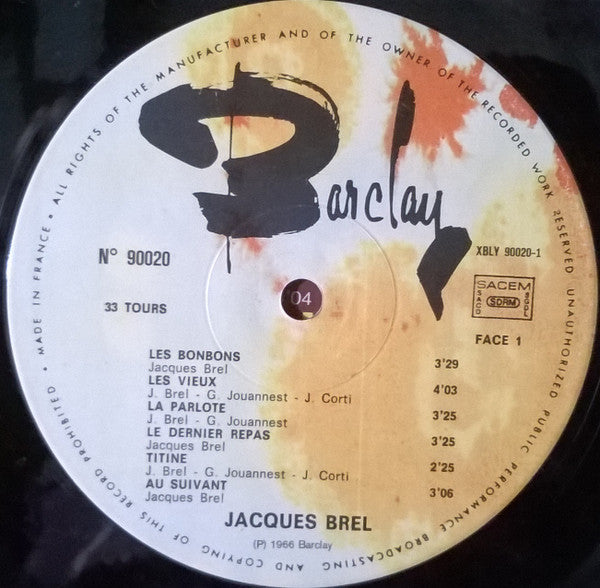 MADE IN FRANCE • ALL RIGHTS OF THE MANUFACTURER AND OF THE OWNER OF THE RECORDED WORK RESERVED UNAUTHORIZED PUBLIC PERFORMANCE BROADCASTING AND COPYING OF THIS RECORD PROHIBITED •
Barclay
N° 90020
XBLY 90020-1
33 TOURS
04
SACEM
SACD SDRM SGDL
FACE 1
LES BONBONS 3'29
Jacques Brel
LES VIEUX 4'03
J. Brel - G. Jouannest - J. Corti
LA PARLOTE 3'25
J. Brel - G. Jouannest
LE DERNIER REPAS 3'25
Jacques Brel
TITINE 2'25
J. Brel - G. Jouannest - J. Corti
AU SUIVANT 3'06
Jacques Brel
JACQUES BREL
(P) 1966 Barclay